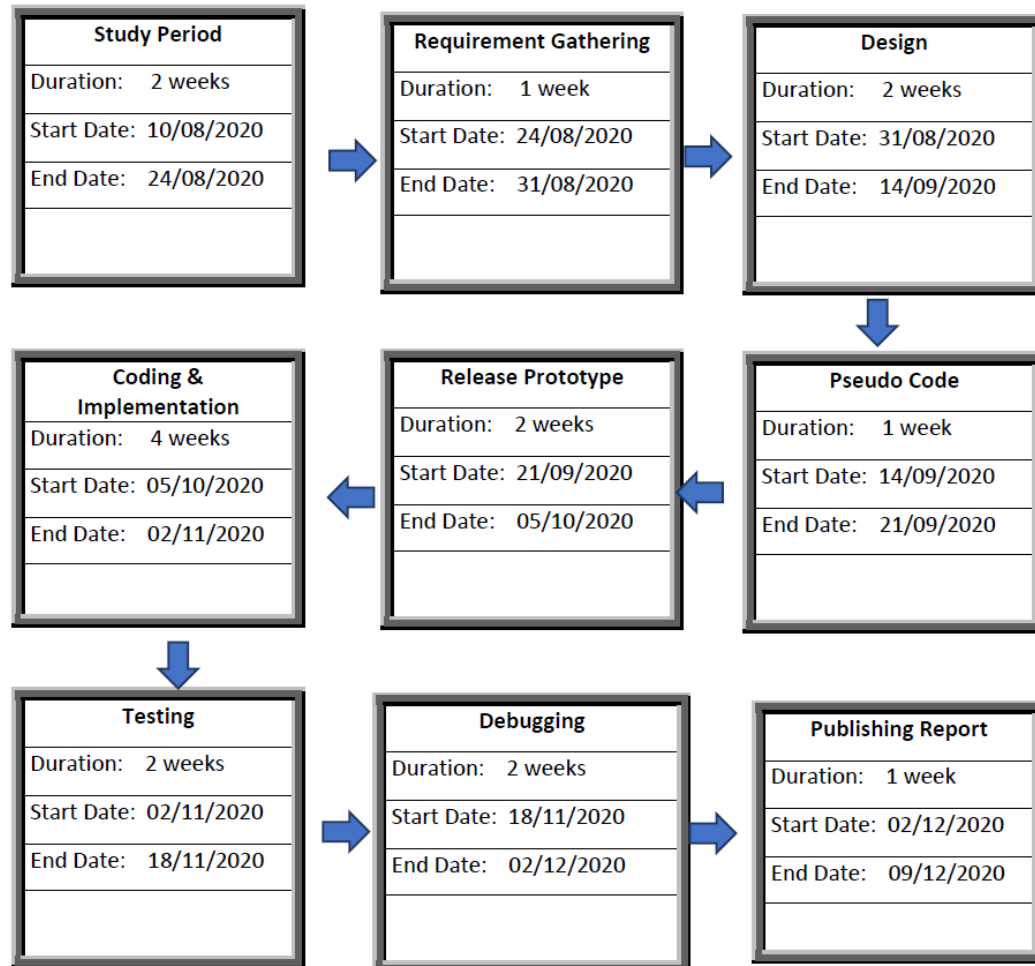 Study Period
Duration: 2 weeks
Start Date: 10/08/2020
End Date: 24/08/2020
Requirement Gathering
Duration: 1 week
Start Date: 24/08/2020
End Date: 31/08/2020
Design
Duration: 2 weeks
Start Date: 31/08/2020
End Date: 14/09/2020
Pseudo Code
Duration: 1 week
Start Date: 14/09/2020
End Date: 21/09/2020
Release Prototype
Duration: 2 weeks
Start Date: 21/09/2020
End Date: 05/10/2020
Coding &
Implementation
Duration: 4 weeks
Start Date: 05/10/2020
End Date: 02/11/2020
Testing
Duration: 2 weeks
Start Date: 02/11/2020
End Date: 18/11/2020
Debugging
Duration: 2 weeks
Start Date: 18/11/2020
End Date: 02/12/2020
Publishing Report
Duration: 1 week
Start Date: 02/12/2020
End Date: 09/12/2020